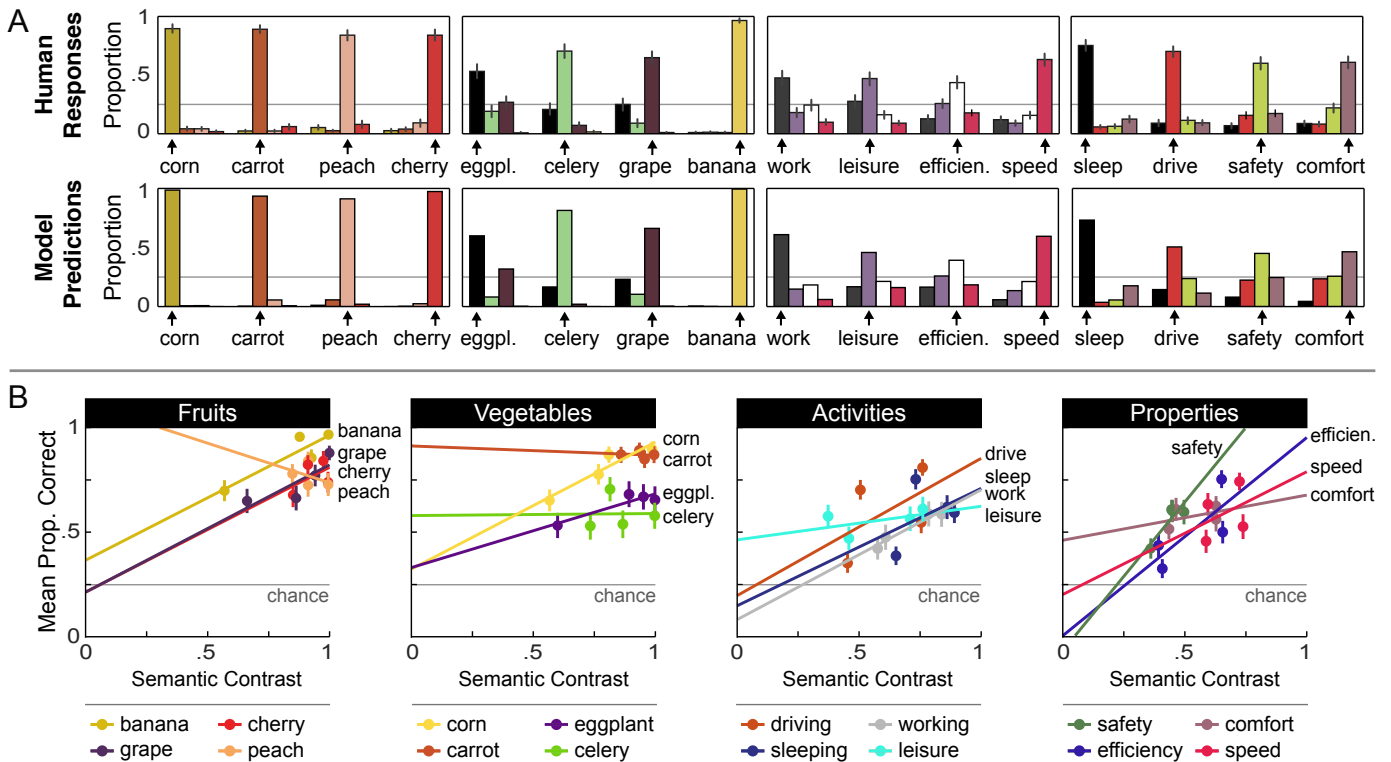 A
Human
Responses
Proportion
1
.5
0
corn carrot peach cherry
eggpl. celery grape banana
work leisure efficien. speed
sleep drive safety comfort
Model
Predictions
Proportion
1
.5
0
corn carrot peach cherry
eggpl. celery grape banana
work leisure efficien. speed
sleep drive safety comfort
B
Fruits
Mean Prop. Correct
1
.5
0
banana
grape
cherry
peach
chance
0 .5 1
Semantic Contrast
banana cherry
grape peach
Vegetables
corn
carrot
eggpl.
celery
chance
0 .5 1
Semantic Contrast
corn eggplant
carrot celery
Activities
drive
sleep
work
leisure
chance
0 .5 1
Semantic Contrast
driving working
sleeping leisure
Properties
safety
efficien.
speed
comfort
chance
0 .5 1
Semantic Contrast
safety comfort
efficiency speed